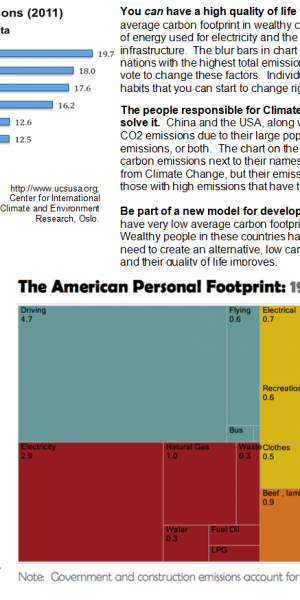 sons (2011)
ta
19.7
18.0
17.6
16.2
12.6
12.5
http://www.ucsusa.org;
Center for International
Climate and Environment
Research, Oslo.
You can have a high quality of life
average carbon footprint in wealthy c
of energy used for electricity and the
infrastructure. The blur bars in chart
nations with the highest total emission
vote to change these factors. Individ
habits that you can start to change rig
The people responsible for Climate
solve it. China and the USA, along w
CO2 emissions due to their large pop
emissions, or both. The chart on the
carbon emissions next to their names
from Climate Change, but their emiss
those with high emissions that have t
Be part of a new model for develop
have very low average carbon footpri
Wealthy people in these countries ha
need to create an alternative, low car
and their quality of life improves.
The American Personal Footprint: 19
Driving
4.7
Flying
0.6
Electrical
0.7
Recreation
0.6
Bus
Electricity
2.9
Natural Gas
1.0
Waste
0.3
Clothes
0.5
Beef , lam
0.9
Water
0.3
Fuel Oil
LPG
Note: Government and construction emissions account for